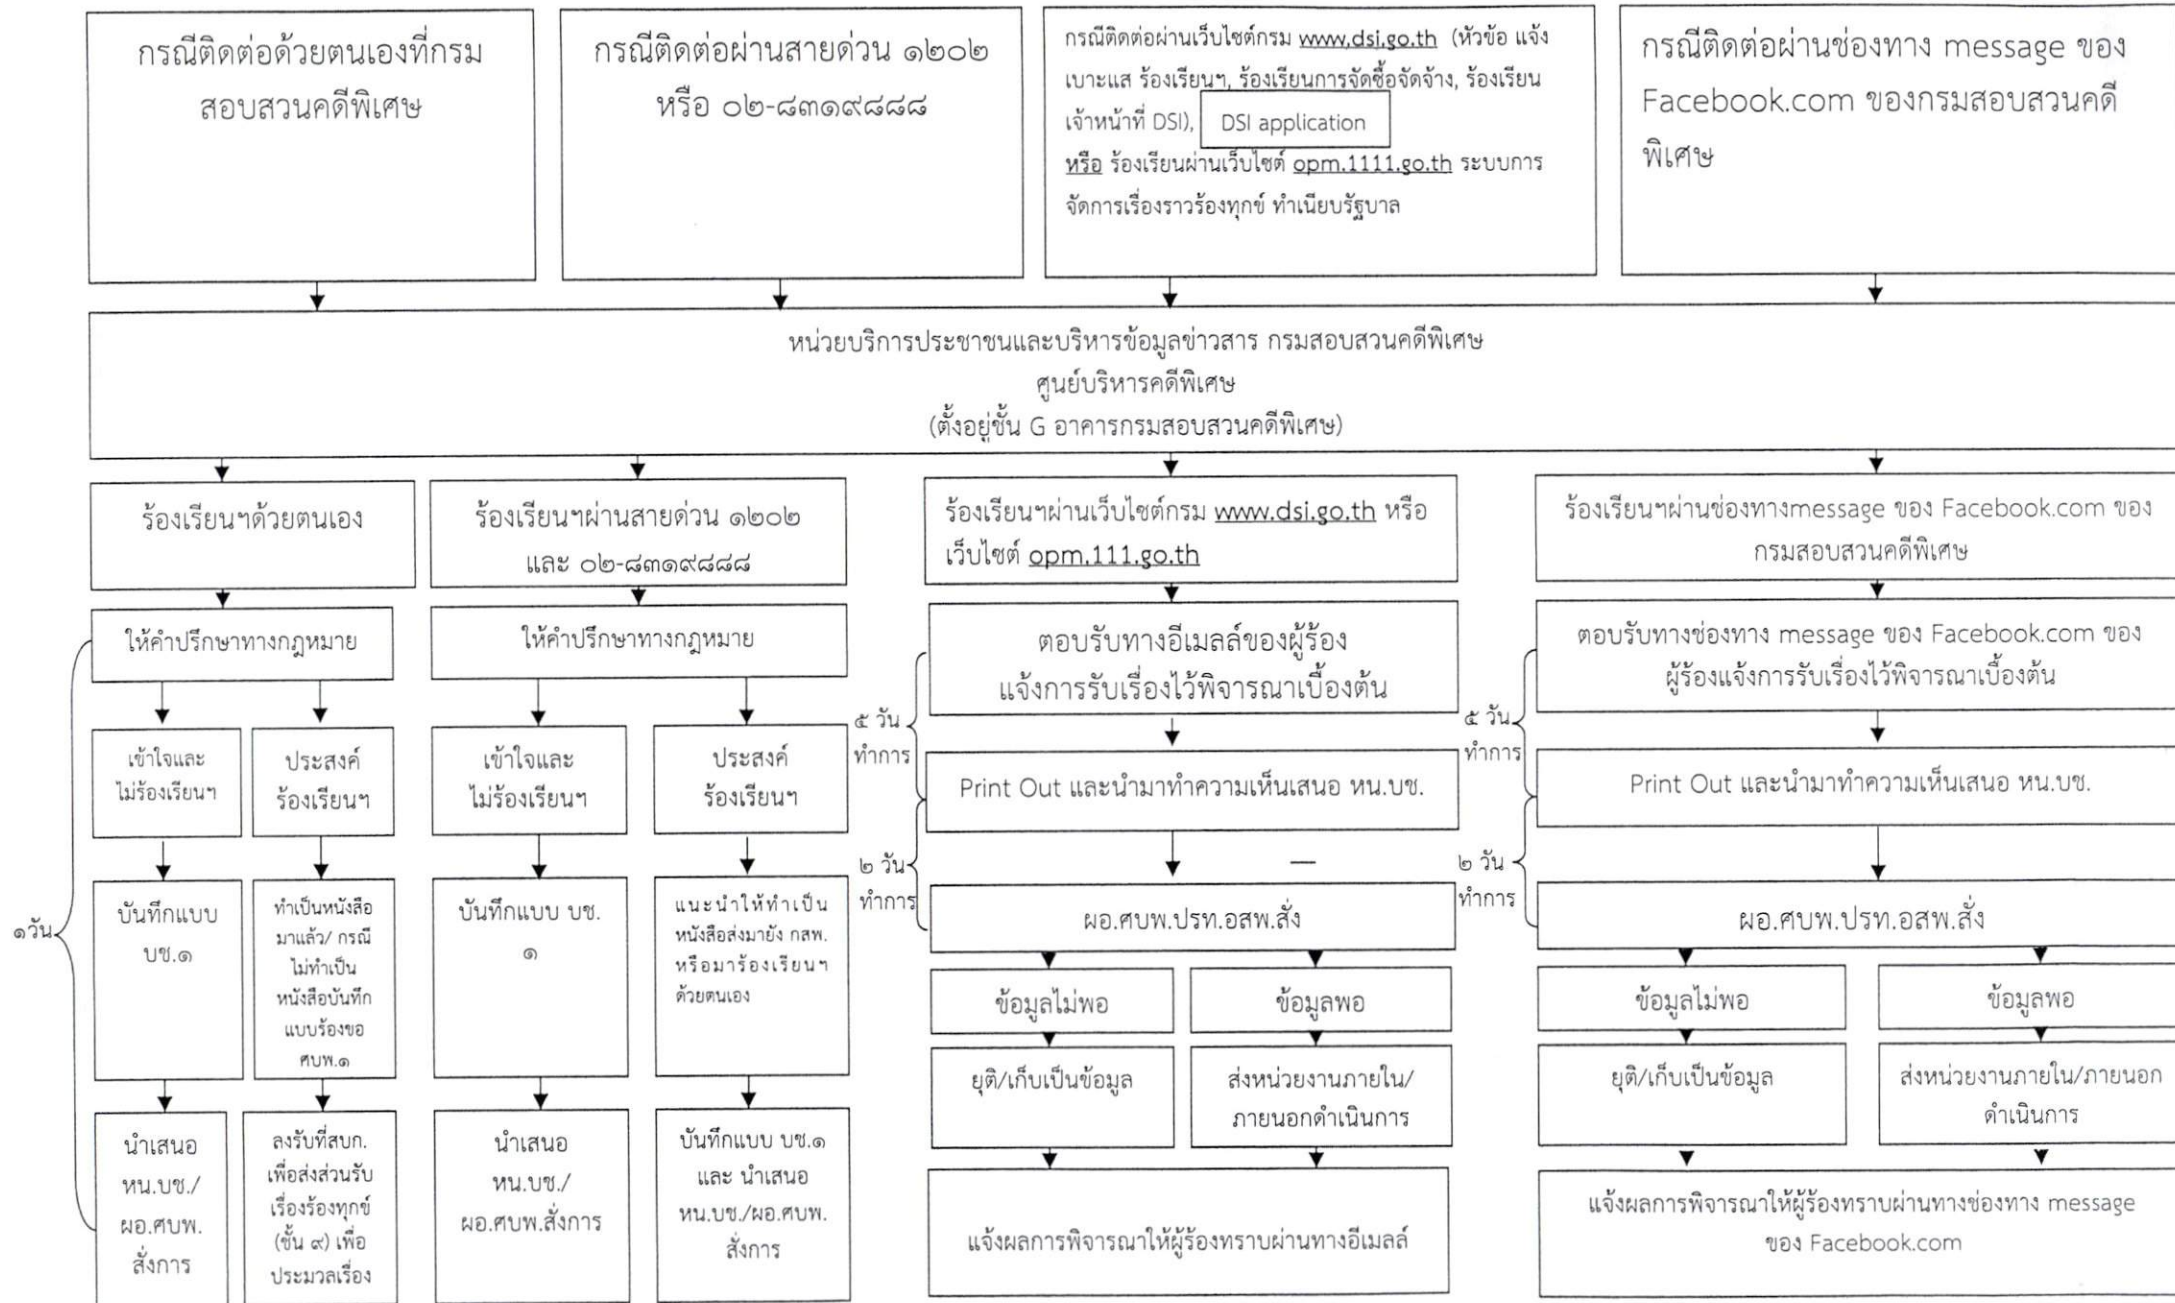 กรณีติดต่อด้วยตนเองที่กรม
สอบสวนคดีพิเศษ
กรณีติดต่อผ่านสายด่วน ๑๒๐๒
หรือ ๐๒-๘๓๑๙๘๘๘
กรณีติดต่อผ่านเว็บไซต์กรม www.dsi.go.th (หัวข้อ แจ้ง
เบาะแส ร้องเรียนฯ, ร้องเรียนการจัดซื้อจัดจ้าง, ร้องเรียน
เจ้าหน้าที่ DSI), DSI application
หรือ ร้องเรียนผ่านเว็บไซต์ opm.1111.go.th ระบบการ
จัดการเรื่องราวร้องทุกข์ ทำเนียบรัฐบาล
กรณีติดต่อผ่านช่องทาง message ของ
Facebook.com ของกรมสอบสวนคดี
พิเศษ
หน่วยบริการประชาชนและบริหารข้อมูลข่าวสาร กรมสอบสวนคดีพิเศษ
ศูนย์บริหารคดีพิเศษ
(ตั้งอยู่ชั้น G อาคารกรมสอบสวนคดีพิเศษ)
ร้องเรียนฯด้วยตนเอง
ให้คำปรึกษาทางกฎหมาย
เข้าใจและ
ไม่ร้องเรียนฯ
บันทึกแบบ
บช.๑
นำเสนอ
หน.บช./
ผอ.ศบพ.
สั่งการ
ประสงค์
ร้องเรียนฯ
ทำเป็นหนังสือ
มาแล้ว/ กรณี
ไม่ทำเป็น
หนังสือบันทึก
แบบร้องขอ
ศบพ.๑
ลงรับที่สบก.
เพื่อส่งส่วนรับ
เรื่องร้องทุกข์
(ชั้น ๙) เพื่อ
ประมวลเรื่อง
๑วัน
ร้องเรียนฯผ่านสายด่วน ๑๒๐๒
และ ๐๒-๘๓๑๙๘๘๘
ให้คำปรึกษาทางกฎหมาย
เข้าใจและ
ไม่ร้องเรียนฯ
บันทึกแบบ บช.
๑
นำเสนอ
หน.บช./
ผอ.ศบพ.สั่งการ
ประสงค์
ร้องเรียนฯ
แนะนำให้ทำเป็น
หนังสือส่งมายัง กสพ.
หรือมาร้องเรียนฯ
ด้วยตนเอง
บันทึกแบบ บช.๑
และ นำเสนอ
หน.บช./ผอ.ศบพ.
สั่งการ
ร้องเรียนฯผ่านเว็บไซต์กรม www.dsi.go.th หรือ
เว็บไซต์ opm.111.go.th
ตอบรับทางอีเมลล์ของผู้ร้อง
แจ้งการรับเรื่องไว้พิจารณาเบื้องต้น
๕ วัน
ทำการ
Print Out และนำมาทำความเห็นเสนอ หน.บช.
๒ วัน
ทำการ
ผอ.ศบพ.ปรท.อสพ.สั่ง
ข้อมูลไม่พอ
ยุติ/เก็บเป็นข้อมูล
ข้อมูลพอ
ส่งหน่วยงานภายใน/
ภายนอกดำเนินการ
แจ้งผลการพิจารณาให้ผู้ร้องทราบผ่านทางอีเมลล์
ร้องเรียนฯผ่านช่องทางmessage ของ Facebook.com ของ
กรมสอบสวนคดีพิเศษ
ตอบรับทางช่องทาง message ของ Facebook.com ของ
ผู้ร้องแจ้งการรับเรื่องไว้พิจารณาเบื้องต้น
๕ วัน
ทำการ
Print Out และนำมาทำความเห็นเสนอ หน.บช.
๒ วัน
ทำการ
ผอ.ศบพ.ปรท.อสพ.สั่ง
ข้อมูลไม่พอ
ยุติ/เก็บเป็นข้อมูล
ข้อมูลพอ
ส่งหน่วยงานภายใน/ภายนอก
ดำเนินการ
แจ้งผลการพิจารณาให้ผู้ร้องทราบผ่านทางช่องทาง message
ของ Facebook.com